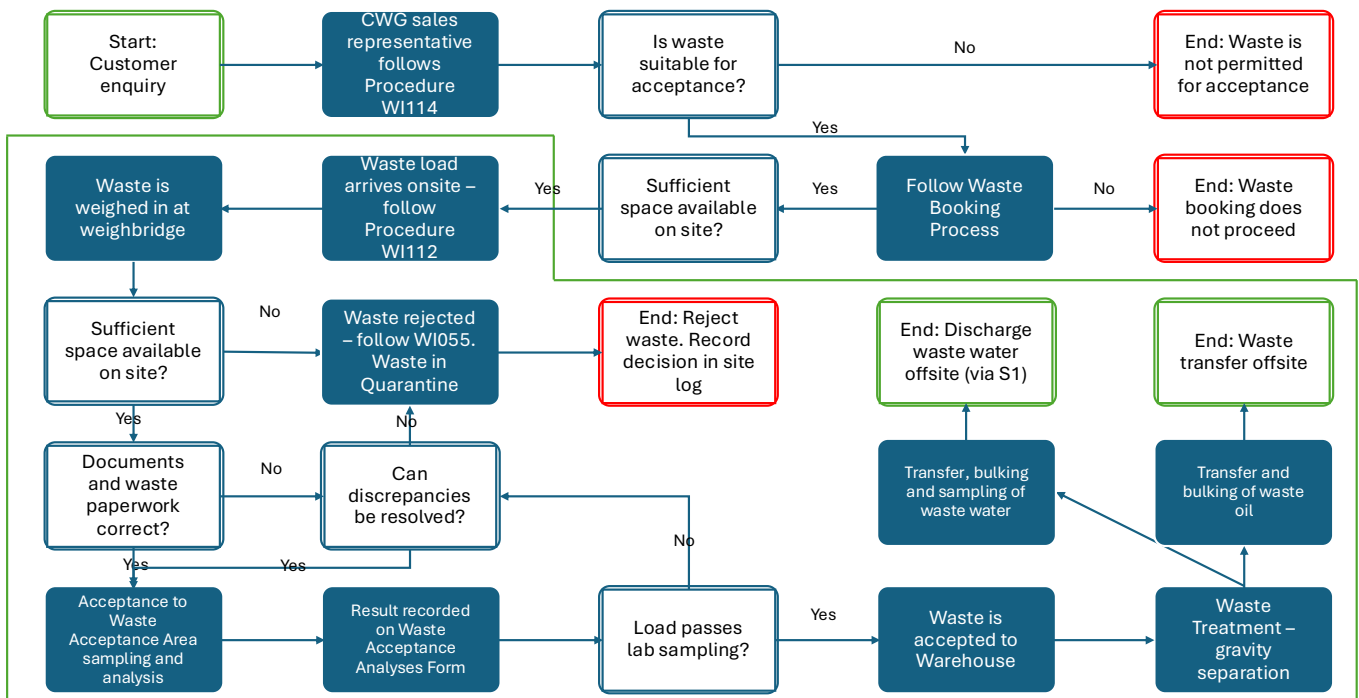 Start:
Customer
enquiry
CWG sales
representative
follows
Procedure
WI114
Is waste
suitable for
acceptance?
No
End: Waste is
not permitted
for acceptance
Yes
Waste is
weighed in at
weighbridge
Waste load
arrives onsite –
follow
Procedure
WI112
Yes
Sufficient
space available
on site?
Yes
Follow Waste
Booking
Process
No
End: Waste
booking does
not proceed
Sufficient
space available
on site?
No
Waste rejected
– follow WI055.
Waste in
Quarantine
End: Reject
waste. Record
decision in site
log
End: Discharge
waste water
offsite (via S1)
End: Waste
transfer offsite
Yes
No
Documents
and waste
paperwork
correct?
No
Can
discrepancies
be resolved?
Transfer, bulking
and sampling of
waste water
Transfer and
bulking of waste
oil
Yes
Yes
No
Acceptance to
Waste
Acceptance Area
sampling and
analysis
Result recorded
on Waste
Acceptance
Analyses Form
Load passes
lab sampling?
Yes
Waste is
accepted to
Warehouse
Waste
Treatment –
gravity
separation